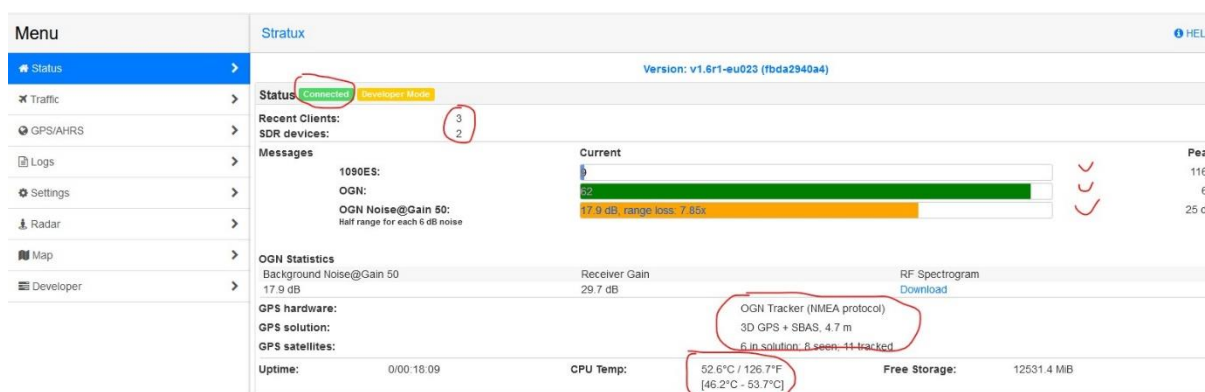 Menu
Stratux
HEL
Status
Version: v1.6r1-eu023 (fbda2940a4)
Traffic
Status Connected Developer Mode
GPS/AHRS
Recent Clients: 3
SDR devices: 2
Logs
Messages Current Pea
1090ES: 9 116
Settings
OGN: 62 6
Radar
OGN Noise@Gain 50: 17.9 dB, range loss: 7.85x 25 d
Half range for each 6 dB noise
Map
OGN Statistics
Developer
Background Noise@Gain 50 Receiver Gain RF Spectrogram
17.9 dB 29.7 dB Download
GPS hardware: OGN Tracker (NMEA protocol)
GPS solution: 3D GPS + SBAS, 4.7 m
GPS satellites: 6 in solution; 8 seen; 11 tracked
Uptime: 0/00:18:09 CPU Temp: 52.6°C / 126.7°F Free Storage: 12531.4 MiB
[46.2°C - 53.7°C]